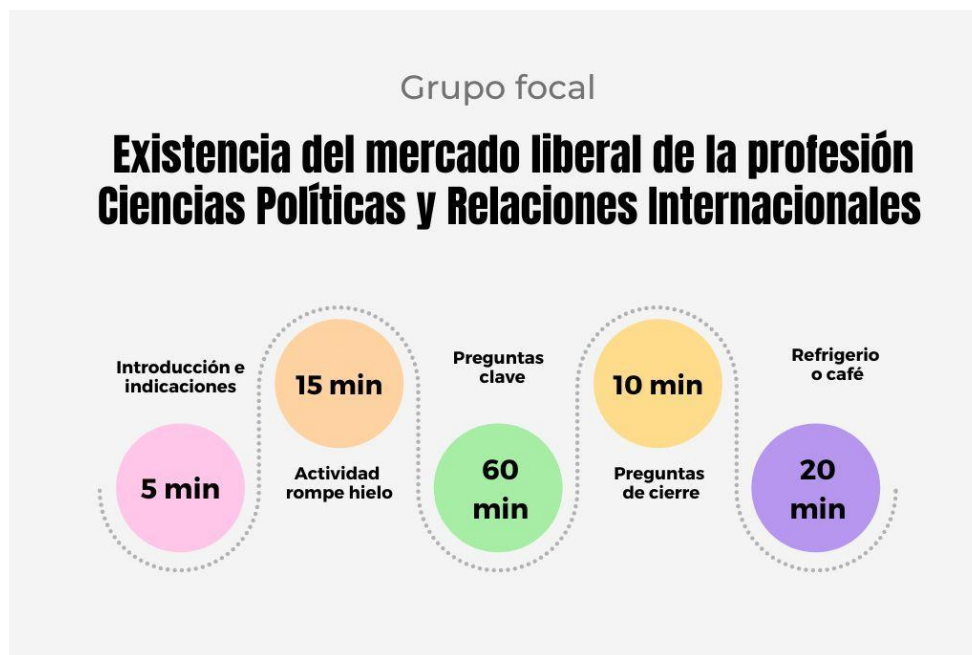 Grupo focal
Existencia del mercado liberal de la profesión
Ciencias Políticas y Relaciones Internacionales
Introducción e
indicaciones
5 min
15 min
Actividad
rompe hielo
Preguntas
clave
60
min
10 min
Preguntas
de cierre
Refrigerio
o café
20
min